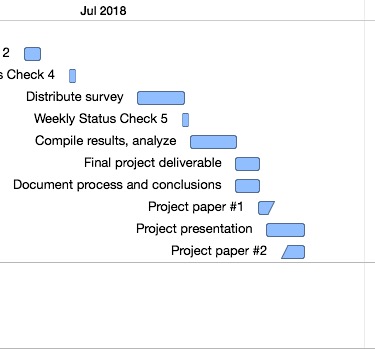 Jul 2018
2
s Check 4
Distribute survey
Weekly Status Check 5
Compile results, analyze
Final project deliverable
Document process and conclusions
Project paper #1
Project presentation
Project paper #2